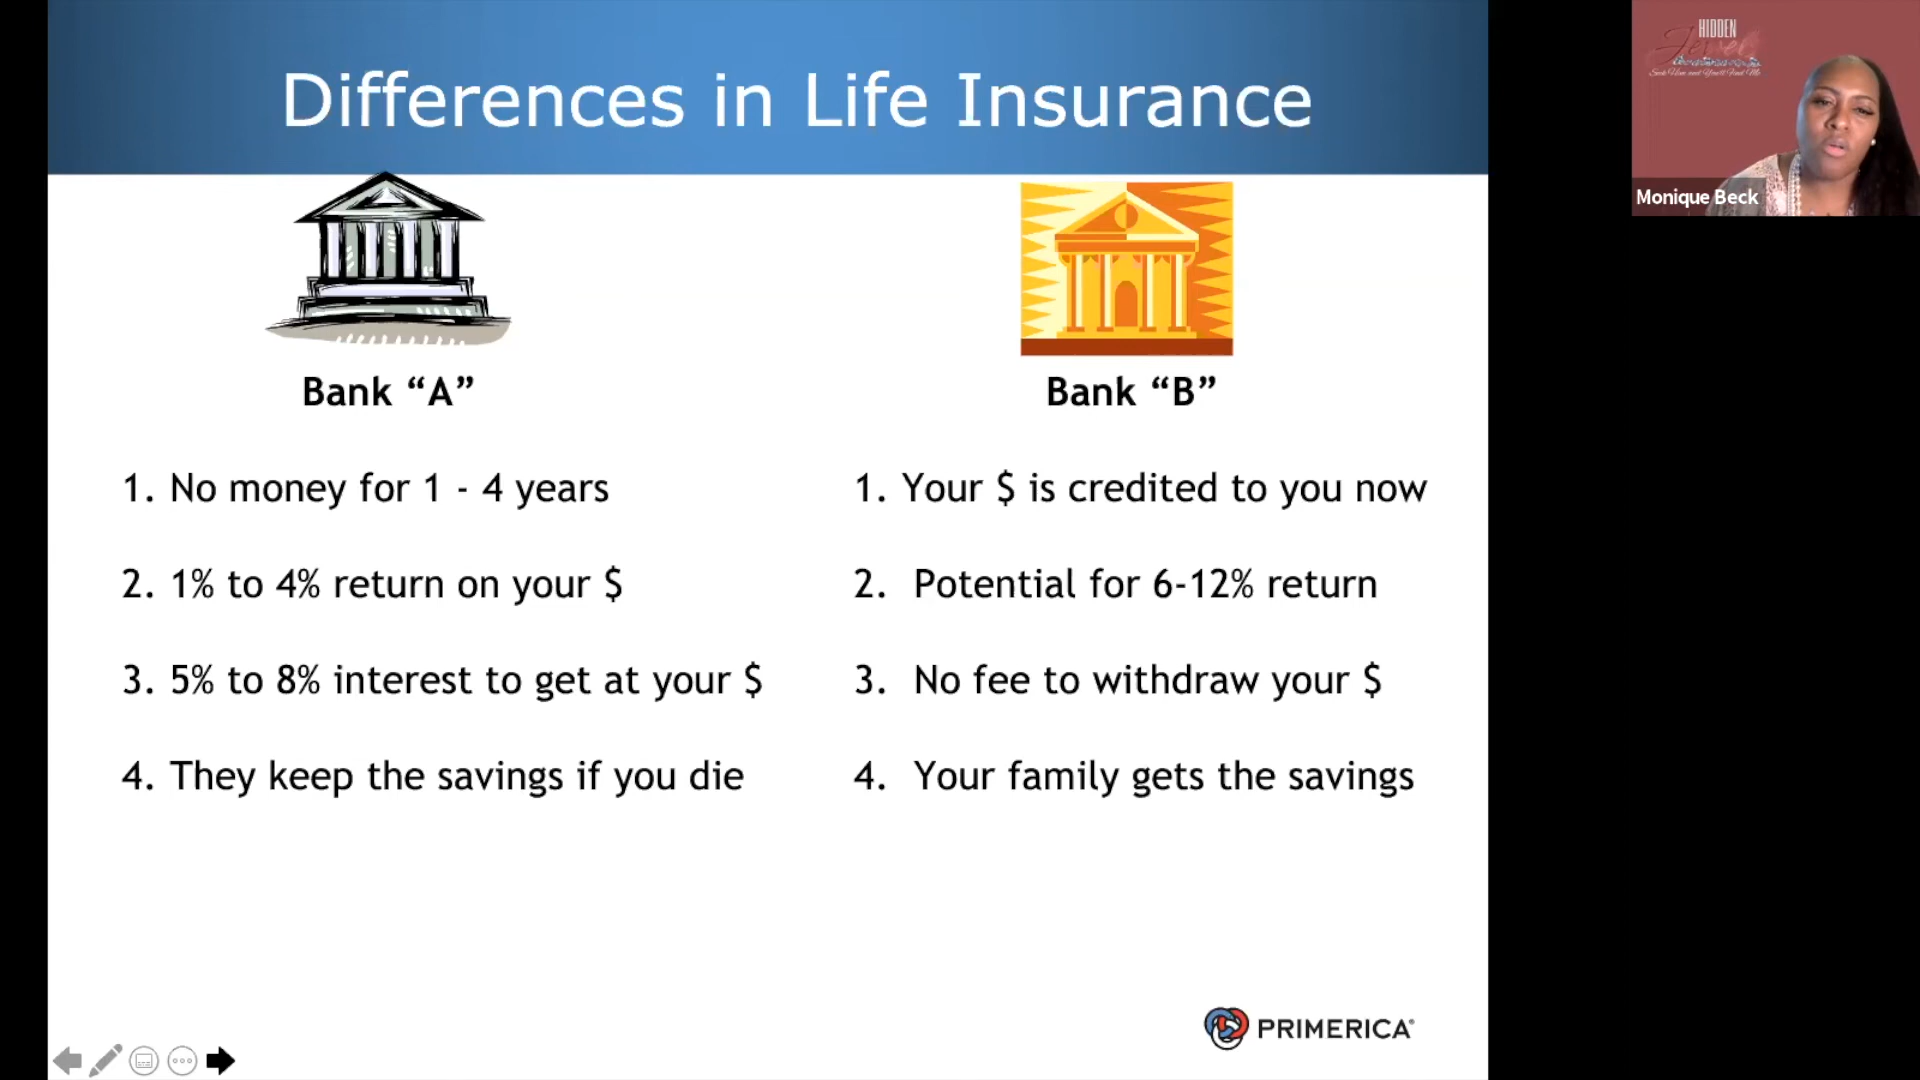 Differences in Life Insurance
Bank “A”
1. No money for 1 - 4 years
2. 1% to 4% return on your $
3. 5% to 8% interest to get at your $
4. They keep the savings if you die
Bank “B”
1. Your $ is credited to you now
2. Potential for 6-12% return
3. No fee to withdraw your $
4. Your family gets the savings
PRIMERICA
HIDDEN
Monique Beck